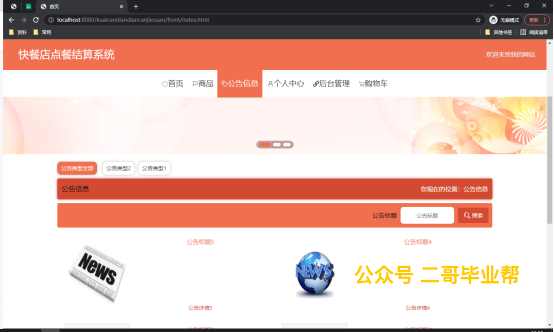 首页
localhost:8080/kuaicandiandiancanjiesuan/front/index.html
无痕模式
更新
资料
常用
其他书签
阅读清单
快餐店点餐结算系统
欢迎来到我的网站
首页
商品
公告信息
个人中心
后台管理
购物车
公告类型全部
公告类型2
公告类型1
公告信息
您现在的位置：公告信息
公告标题
公告标题
搜索
公告标题5
公告标题4
News
NEWS
公众号 二哥毕业帮
公告详情5
公告详情4